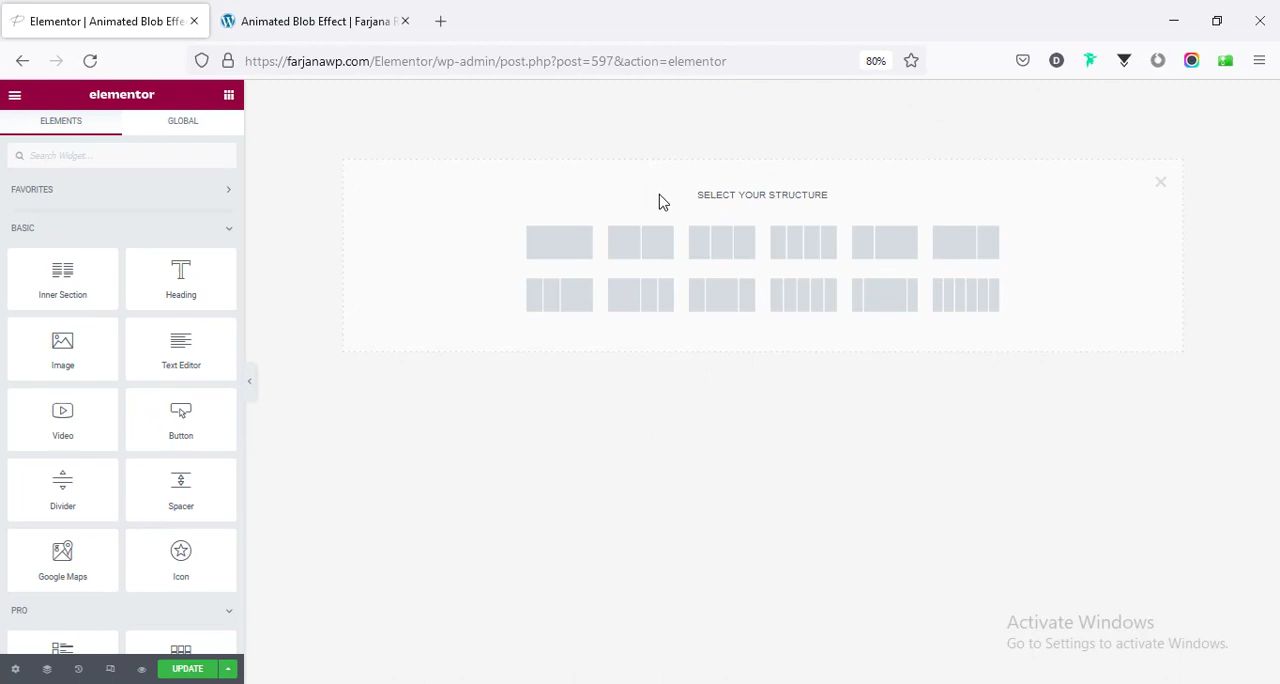 Elementor | Animated Blob Effe
Animated Blob Effect | Farjana R
https://farjanawp.com/Elementor/wp-admin/post.php?post=597&action=elementor
80%
D
elementor
ELEMENTS
GLOBAL
Search Widget...
FAVORITES
BASIC
Inner Section
Heading
Image
Text Editor
Video
Button
Divider
Spacer
Google Maps
Icon
PRO
UPDATE
SELECT YOUR STRUCTURE
Activate Windows
Go to Settings to activate Windows.